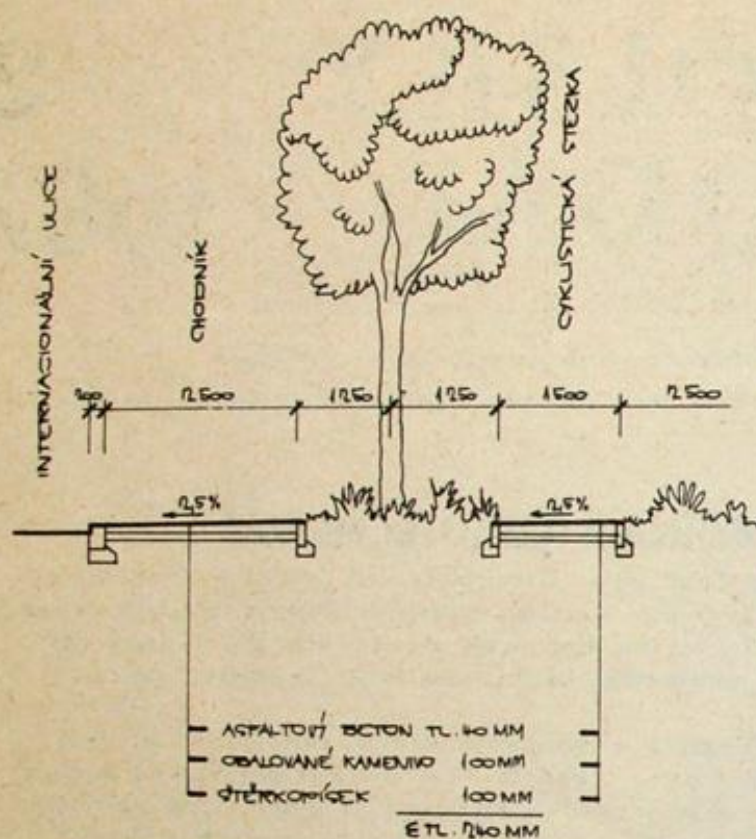 INTERNACIONÁLNÍ ULICE
CHODNÍK
CYKLISTICKÁ STEZKA
200 2500 1250 1250 1500 2500
2,5% 2,5%
ASFALTOVÝ BETON TL. 40 MM
OBALOVANÉ KAMENIVO 100 MM
ŠTĚRKOPÍSEK 100 MM
Σ TL. 240 MM